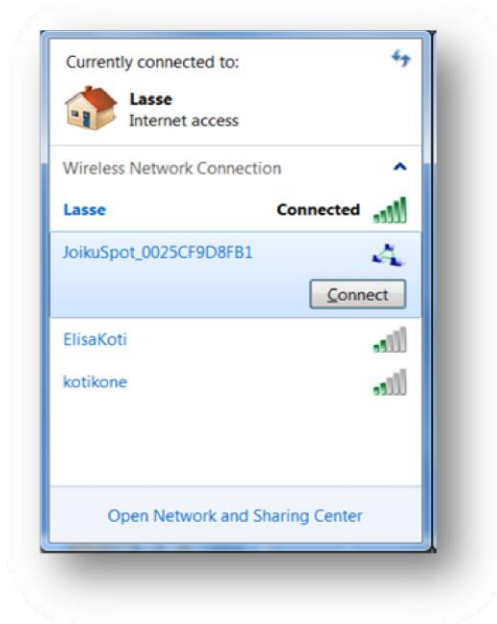 Currently connected to:
Lasse
Internet access
Wireless Network Connection
Lasse Connected
JoikuSpot_0025CF9D8FB1
Connect
ElisaKoti
kotikone
Open Network and Sharing Center